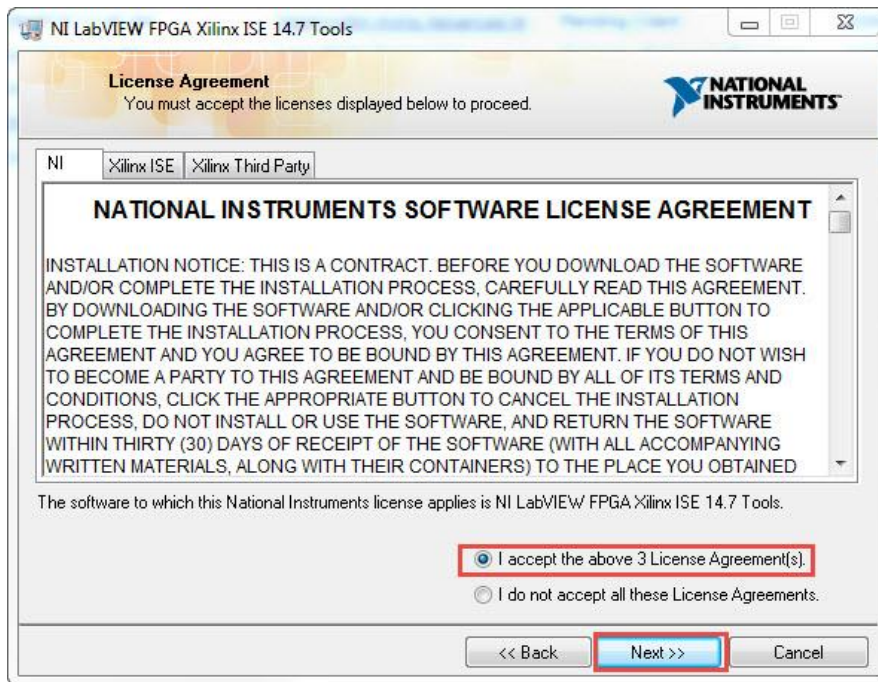 NI LabVIEW FPGA Xilinx ISE 14.7 Tools
License Agreement
You must accept the licenses displayed below to proceed.
NATIONAL
INSTRUMENTS
NI
Xilinx ISE
Xilinx Third Party
NATIONAL INSTRUMENTS SOFTWARE LICENSE AGREEMENT
INSTALLATION NOTICE: THIS IS A CONTRACT. BEFORE YOU DOWNLOAD THE SOFTWARE
AND/OR COMPLETE THE INSTALLATION PROCESS, CAREFULLY READ THIS AGREEMENT.
BY DOWNLOADING THE SOFTWARE AND/OR CLICKING THE APPLICABLE BUTTON TO
COMPLETE THE INSTALLATION PROCESS, YOU CONSENT TO THE TERMS OF THIS
AGREEMENT AND YOU AGREE TO BE BOUND BY THIS AGREEMENT. IF YOU DO NOT WISH
TO BECOME A PARTY TO THIS AGREEMENT AND BE BOUND BY ALL OF ITS TERMS AND
CONDITIONS, CLICK THE APPROPRIATE BUTTON TO CANCEL THE INSTALLATION
PROCESS, DO NOT INSTALL OR USE THE SOFTWARE, AND RETURN THE SOFTWARE
WITHIN THIRTY (30) DAYS OF RECEIPT OF THE SOFTWARE (WITH ALL ACCOMPANYING
WRITTEN MATERIALS, ALONG WITH THEIR CONTAINERS) TO THE PLACE YOU OBTAINED
The software to which this National Instruments license applies is NI LabVIEW FPGA Xilinx ISE 14.7 Tools.
I accept the above 3 License Agreement(s).
I do not accept all these License Agreements.
<< Back
Next >>
Cancel